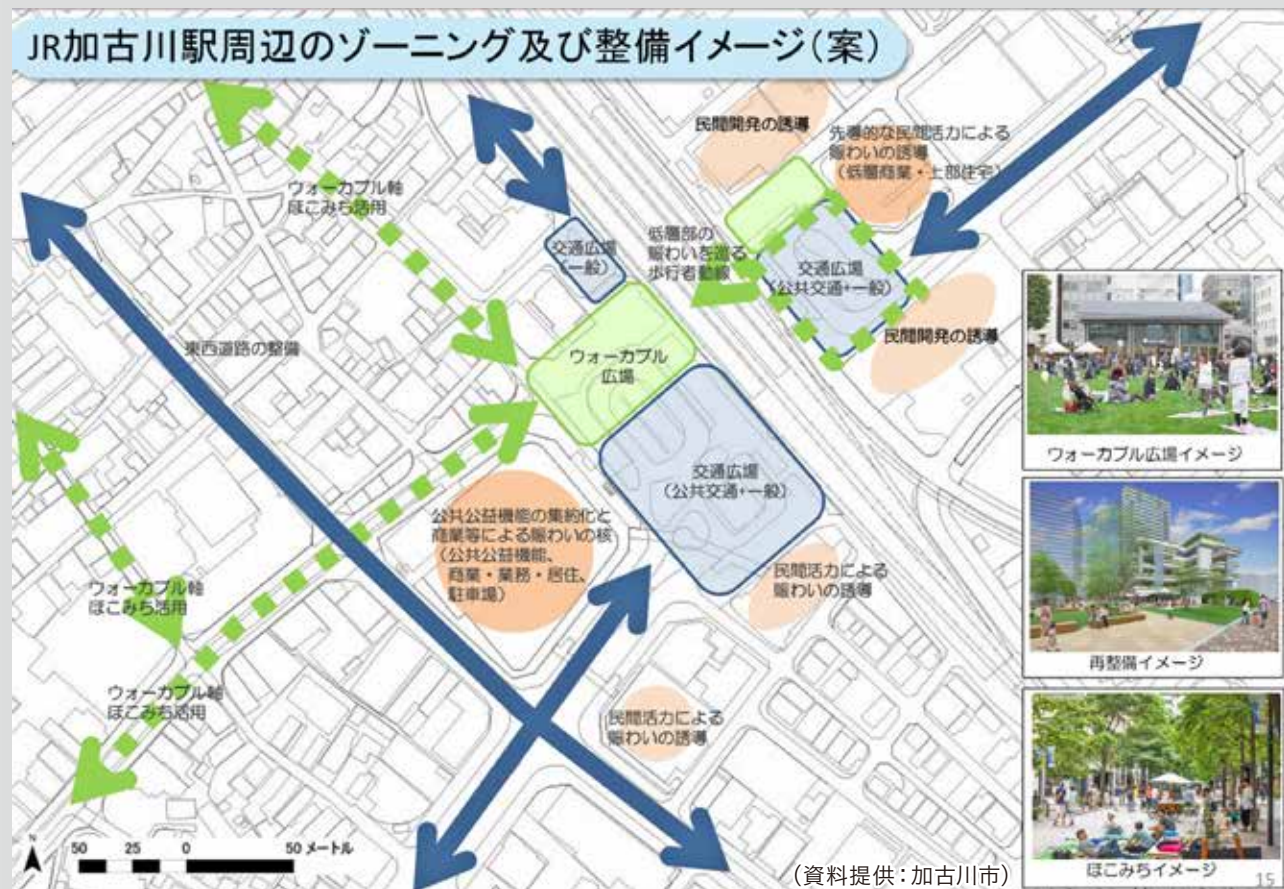 JR加古川駅周辺のゾーニング及び整備イメージ(案)
民間開発の誘導
先導的な民間活力による
賑わいの誘導
(低層商業・上部住宅)
ウォーカブル軸
ほこみち活用
交通広場
(一般)
低層部の
賑わいを巡る
歩行者動線
交通広場
(公共交通+一般)
民間開発の誘導
東西道路の整備
ウォーカブル
広場
交通広場
(公共交通+一般)
公共公益機能の集約化と
商業等による賑わいの核
(公共公益機能、
商業・業務・居住、
駐車場)
民間活力による
賑わいの誘導
ウォーカブル軸
ほこみち活用
ウォーカブル軸
ほこみち活用
民間活力による
賑わいの誘導
ウォーカブル広場イメージ
再整備イメージ
ほこみちイメージ
N
50 25 0 50 メートル
(資料提供:加古川市)
15